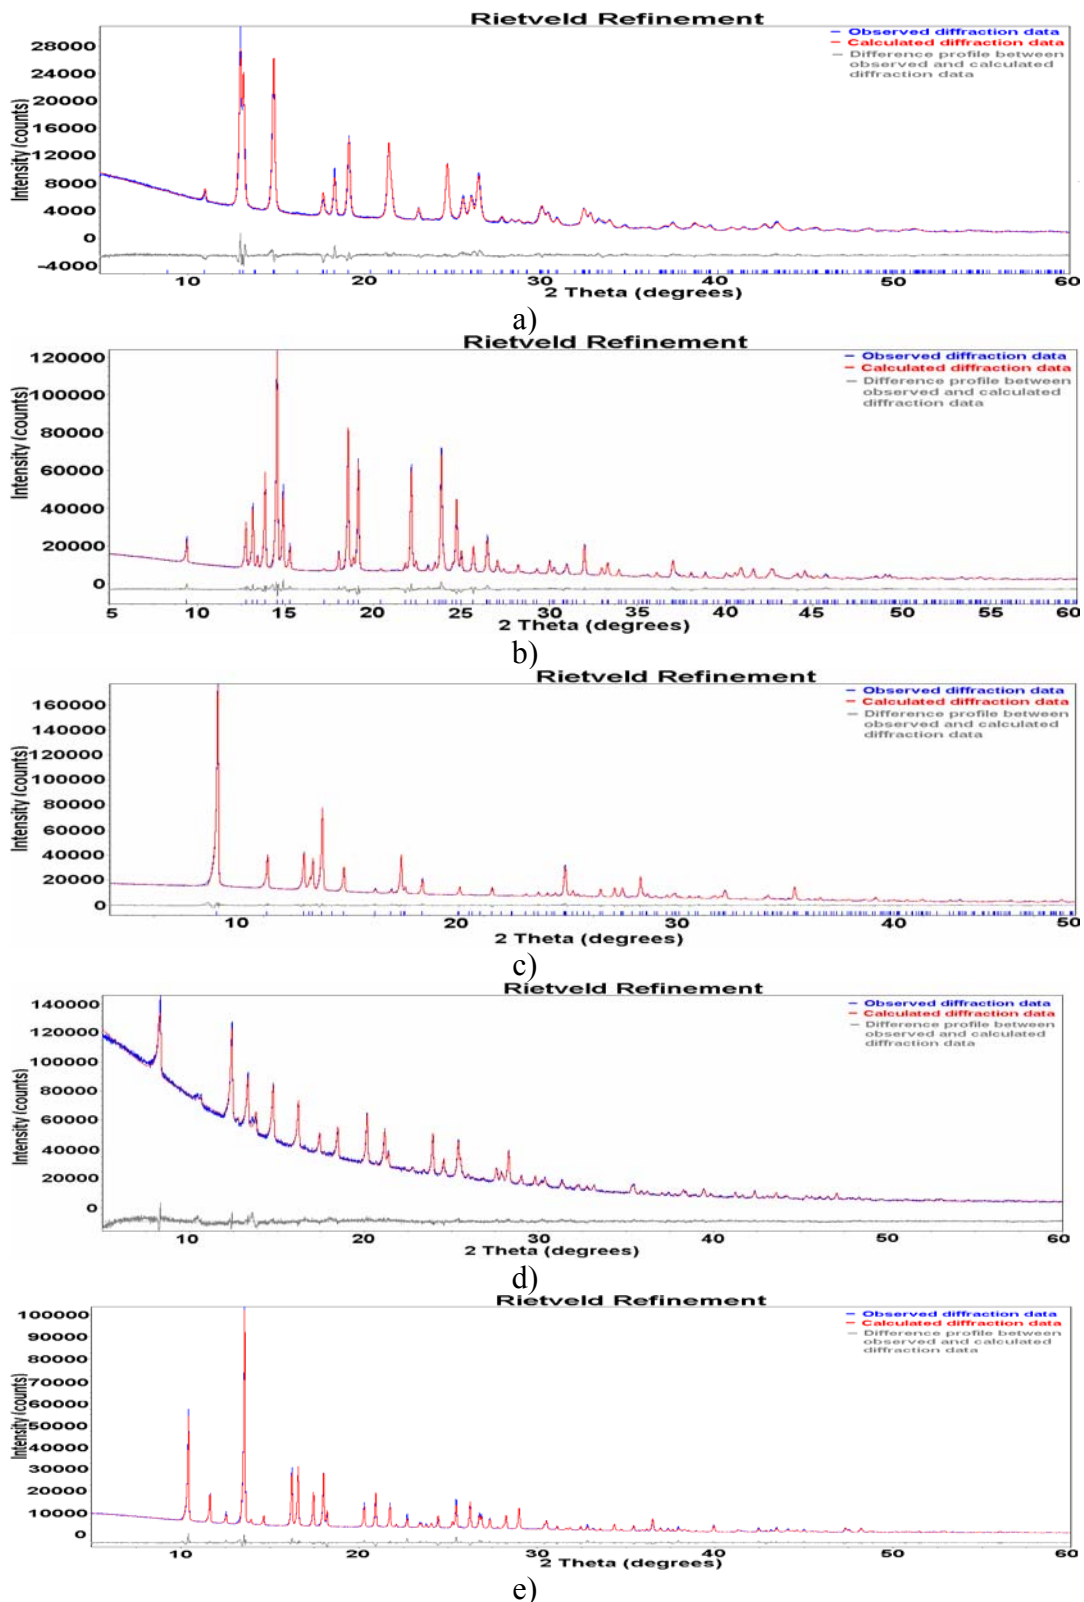 Rietveld Refinement
Observed diffraction data
Calculated diffraction data
Difference profile between
observed and calculated
diffraction data
Intensity (counts)
28000
24000
20000
16000
12000
8000
4000
0
-4000
10
20
30
40
50
60
2 Theta (degrees)
a)
Rietveld Refinement
Observed diffraction data
Calculated diffraction data
Difference profile between
observed and calculated
diffraction data
Intensity (counts)
120000
100000
80000
60000
40000
20000
0
5
10
15
20
25
30
35
40
45
50
55
60
2 Theta (degrees)
b)
Rietveld Refinement
Observed diffraction data
Calculated diffraction data
Difference profile between
observed and calculated
diffraction data
Intensity (counts)
160000
140000
120000
100000
80000
60000
40000
20000
0
10
20
30
40
50
2 Theta (degrees)
c)
Rietveld Refinement
Observed diffraction data
Calculated diffraction data
Difference profile between
observed and calculated
diffraction data
Intensity (counts)
140000
120000
100000
80000
60000
40000
20000
0
10
20
30
40
50
60
2 Theta (degrees)
d)
Rietveld Refinement
Observed diffraction data
Calculated diffraction data
Difference profile between
observed and calculated
diffraction data
Intensity (counts)
100000
90000
80000
70000
60000
50000
40000
30000
20000
10000
0
10
20
30
40
50
60
2 Theta (degrees)
e)